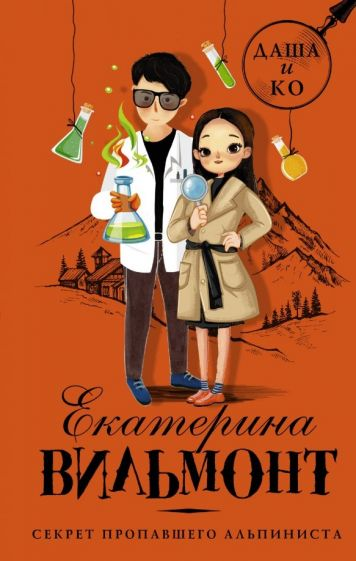 ДАША
И
КО
Екатерина
ВИЛЬМОНТ
СЕКРЕТ ПРОПАВШЕГО АЛЬПИНИСТА